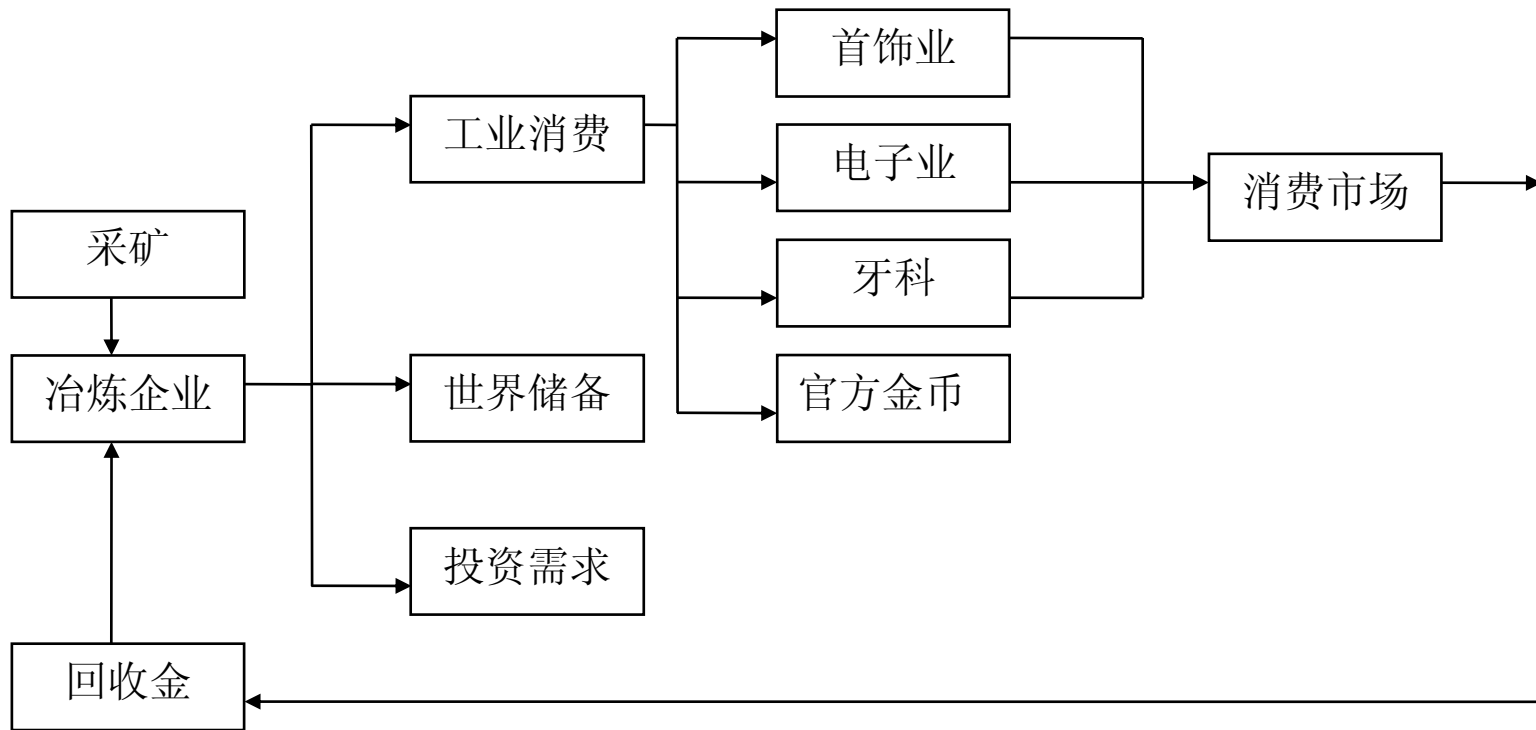 首饰业
工业消费
电子业
消费市场
采矿
牙科
冶炼企业
世界储备
官方金币
投资需求
回收金